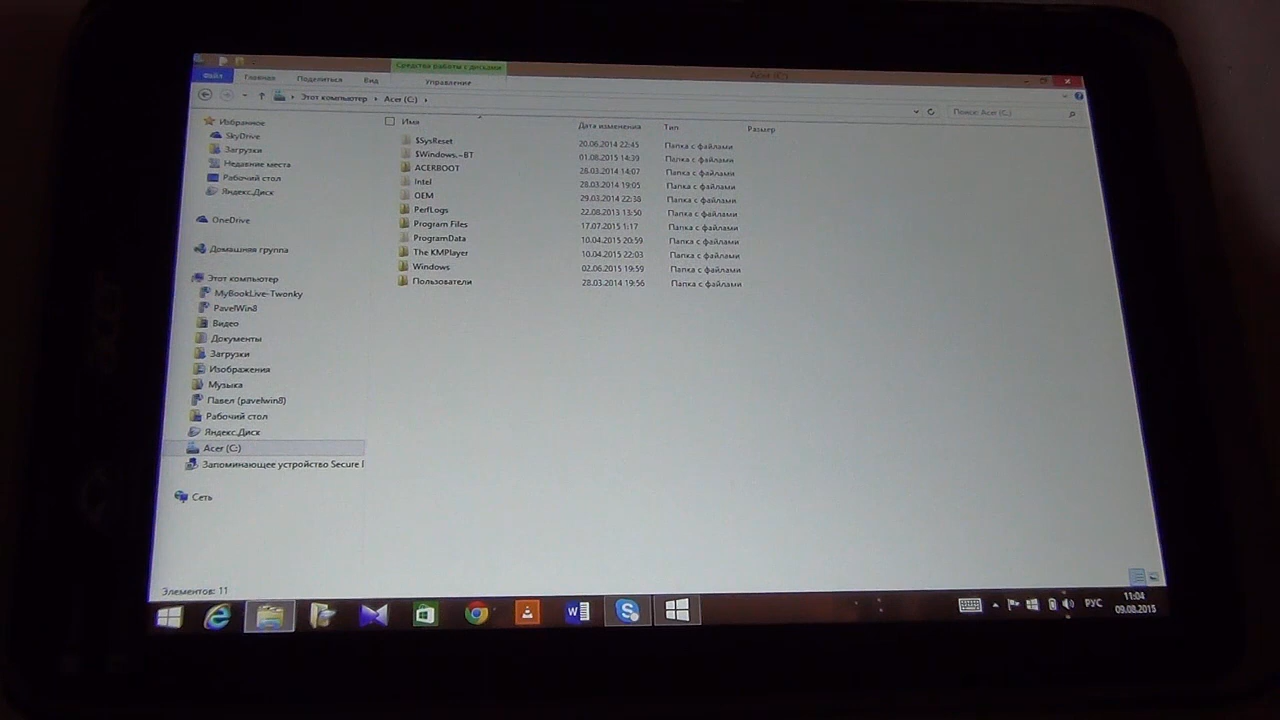 Средства работы с дисками
Acer (C:)
Файл Главная Поделиться Вид Управление
Этот компьютер Acer (C:) Поиск: Acer (C:)
Имя Дата изменения Тип Размер
Избранное
SkyDrive
Загрузки
Недавние места
Рабочий стол
Яндекс.Диск
OneDrive
Домашняя группа
Этот компьютер
MyBookLive-Twonky
PavelWin8
Видео
Документы
Загрузки
Изображения
Музыка
Павел (pavelwin8)
Рабочий стол
Яндекс.Диск
Acer (C:)
Запоминающее устройство Secure
Сеть
$SysReset 20.06.2014 22:45 Папка с файлами
$Windows.~BT 01.08.2015 14:39 Папка с файлами
ACERBOOT 28.03.2014 14:07 Папка с файлами
Intel 28.03.2014 19:05 Папка с файлами
OEM 29.03.2014 22:38 Папка с файлами
PerfLogs 22.08.2013 13:50 Папка с файлами
Program Files 17.07.2015 1:17 Папка с файлами
ProgramData 10.04.2015 20:59 Папка с файлами
The KMPlayer 10.04.2015 22:03 Папка с файлами
Windows 02.06.2015 19:59 Папка с файлами
Пользователи 28.03.2014 19:56 Папка с файлами
Элементов: 11
РУС 11:04
09.08.2015